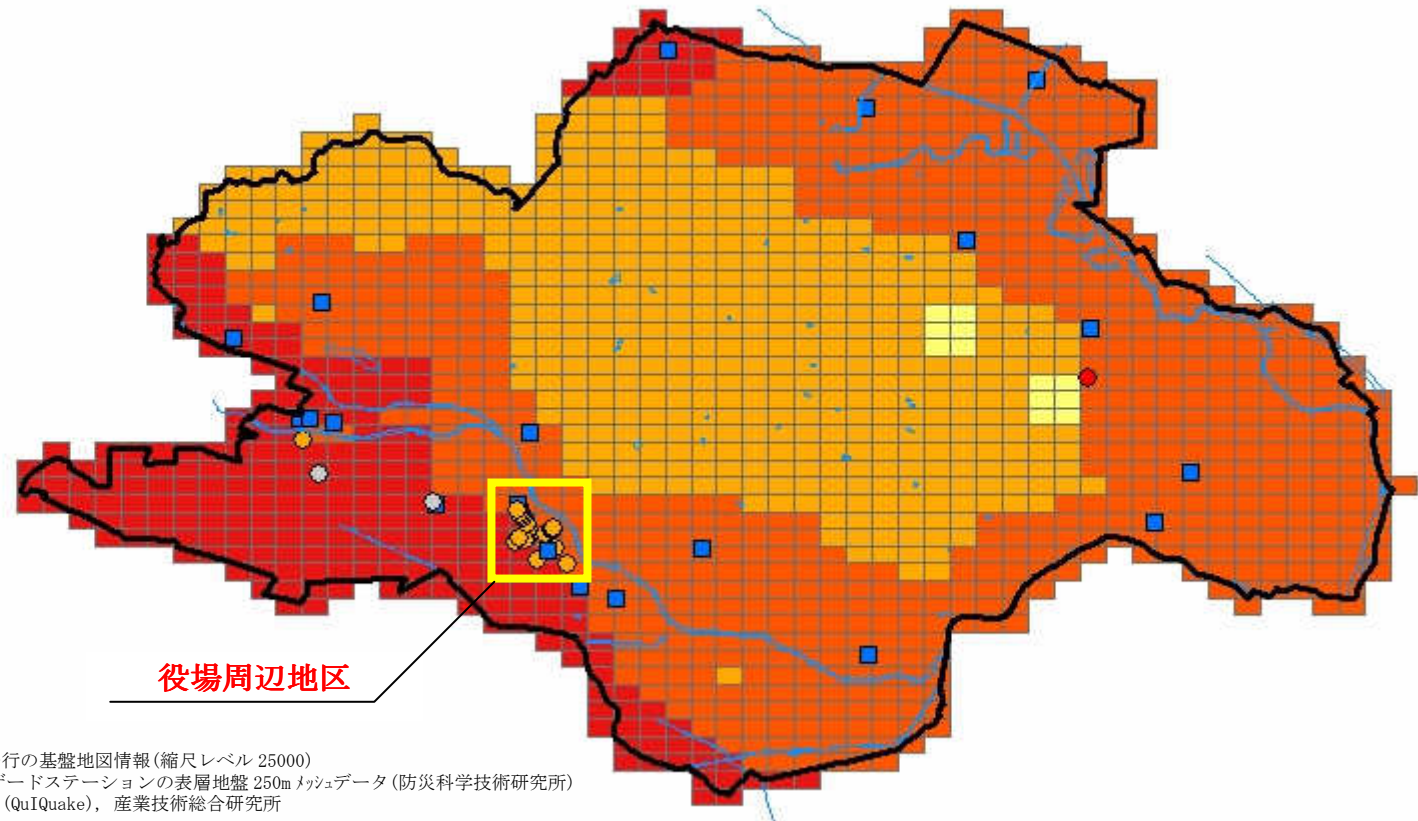 役場周辺地区
行の基盤地図情報(縮尺レベル 25000)
ードステーションの表層地盤 250m メッシュデータ(防災科学技術研究所)
(QuIQuake), 産業技術総合研究所